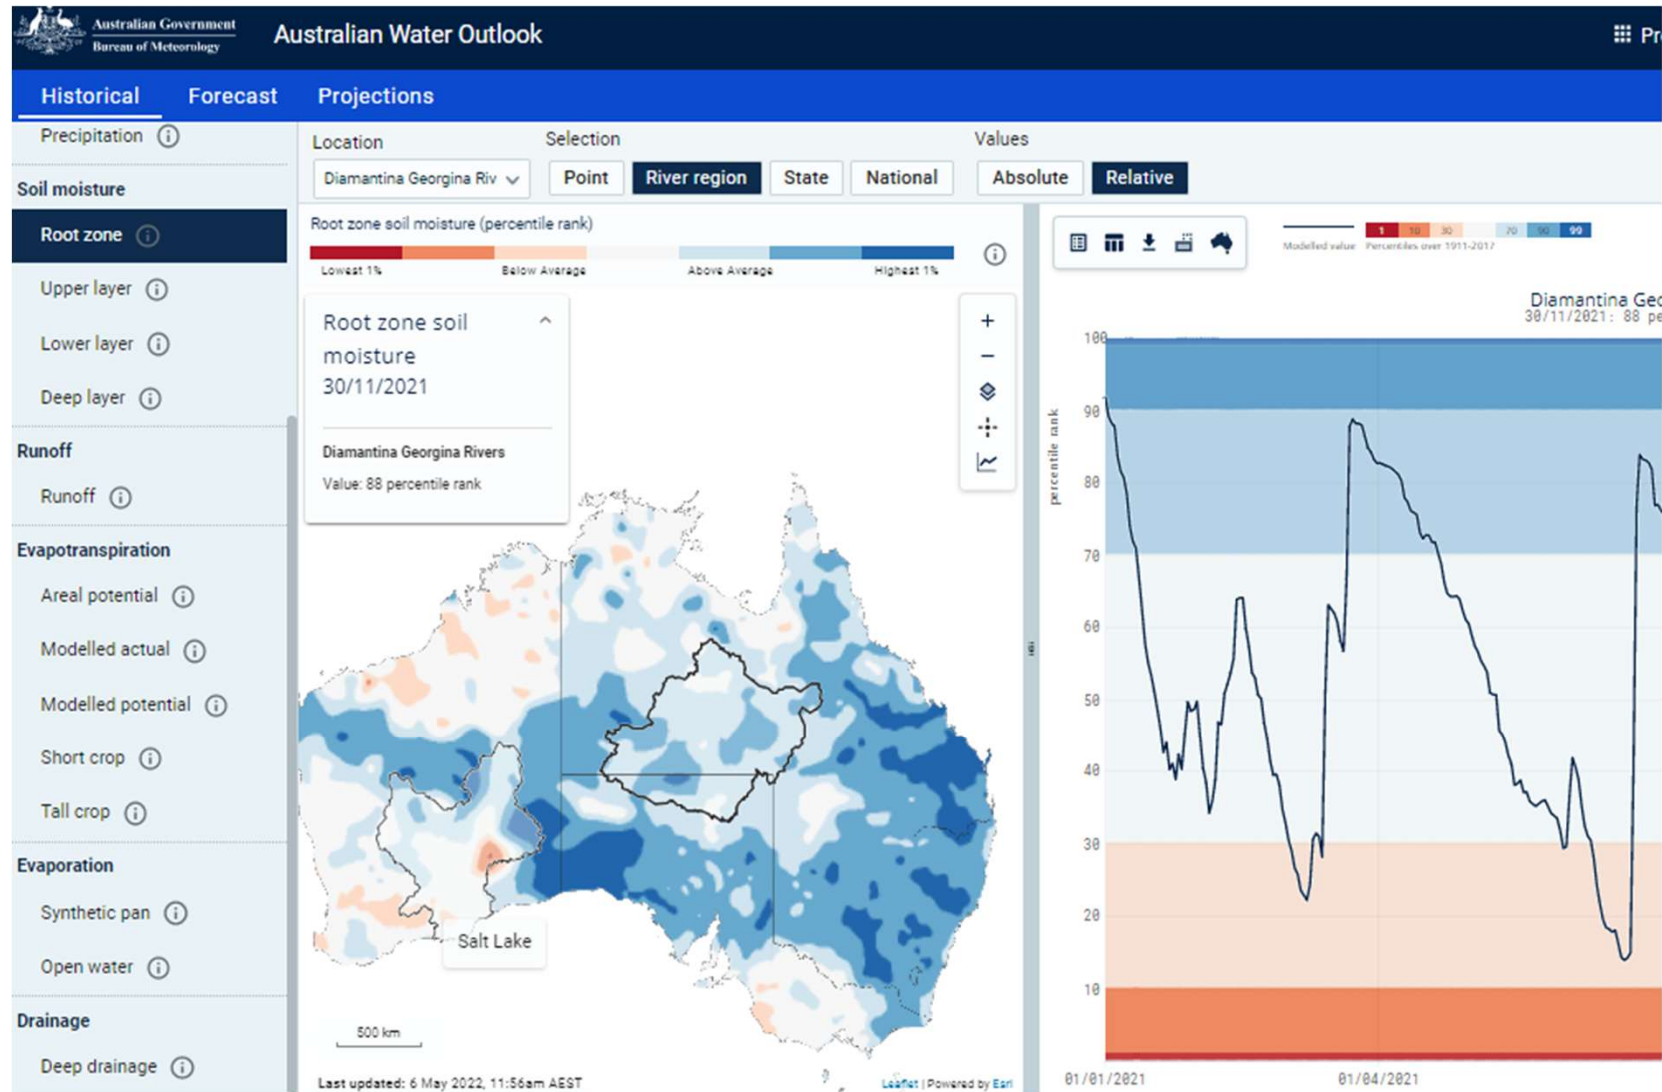 Australian Government
Bureau of Meteorology
Australian Water Outlook
Historical
Forecast
Projections
Precipitation
Soil moisture
Root zone
Upper layer
Lower layer
Deep layer
Runoff
Runoff
Evapotranspiration
Areal potential
Modelled actual
Modelled potential
Short crop
Tall crop
Evaporation
Synthetic pan
Open water
Drainage
Deep drainage
Location
Diamantina Georgina Riv
Selection
Point
River region
State
National
Values
Absolute
Relative
Root zone soil moisture (percentile rank)
Lowest 1%
Below Average
Above Average
Highest 1%
Root zone soil
moisture
30/11/2021
Diamantina Georgina Rivers
Value: 88 percentile rank
+
−
Salt Lake
500 km
Last updated: 6 May 2022, 11:56am AEST
Leaflet | Powered by Esri
Modelled value
1 10 30 70 90 99
Percentiles over 1911-2017
Diamantina Geo
30/11/2021: 88 pe
percentile rank
100
90
80
70
60
50
40
30
20
10
01/01/2021
01/04/2021